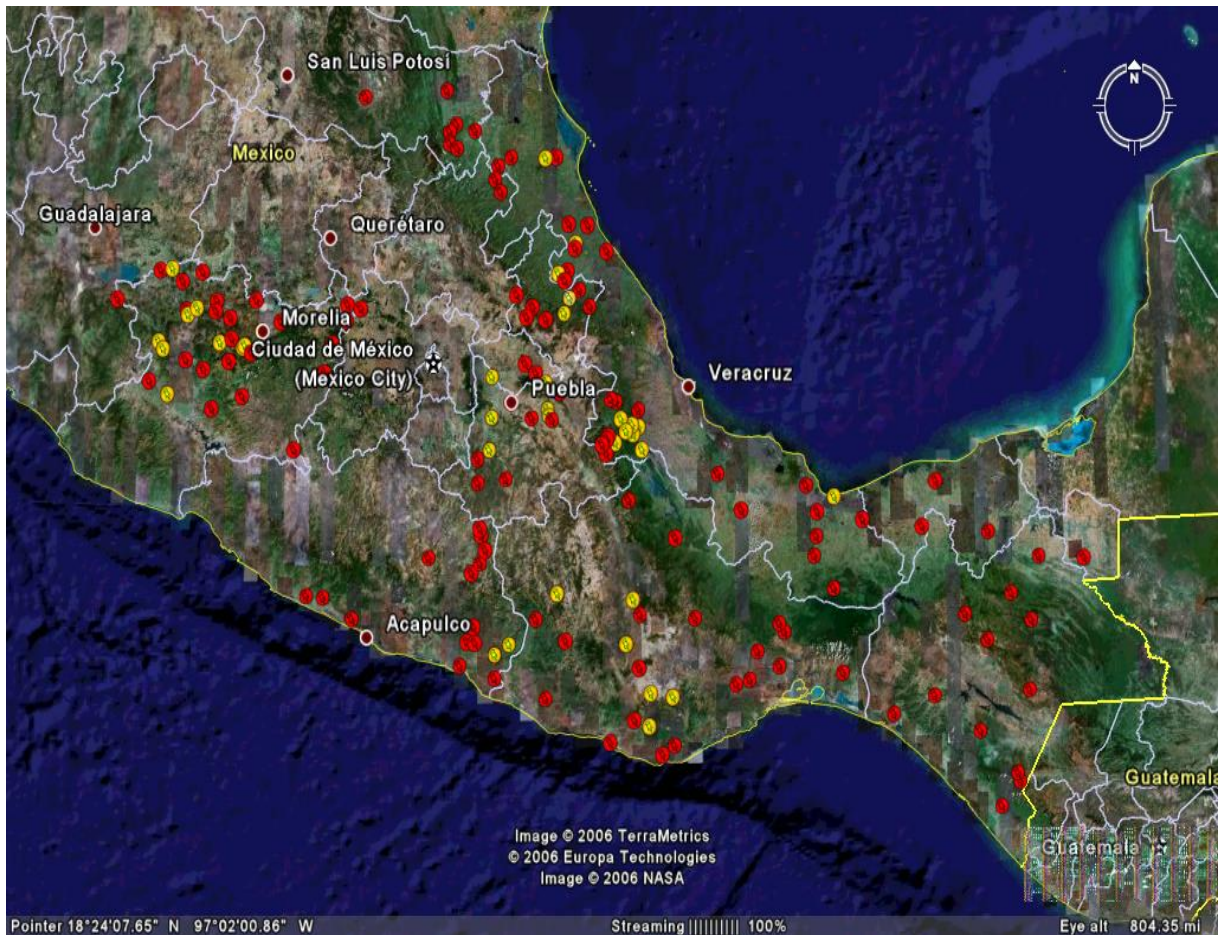 San Luis Potosi
N
Mexico
Guadalajara
Querétaro
Morelia
Ciudad de México
(Mexico City)
Puebla
Veracruz
Acapulco
Guatemala
Guatemala
Image © 2006 TerraMetrics
© 2006 Europa Technologies
Image © 2006 NASA
Pointer 18°24'07.65" N 97°02'00.86" W Streaming |||||||||| 100% Eye alt 804.35 mi